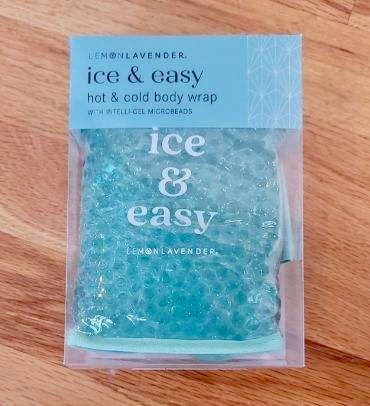 LEMONLAVENDER.
ice & easy
hot & cold body wrap
WITH INTELLI-GEL MICROBEADS
ice
&
easy
LEMONLAVENDER.